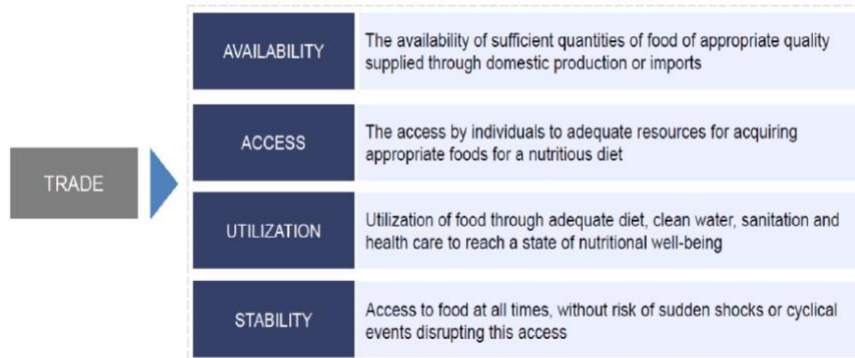 TRADE
AVAILABILITY
The availability of sufficient quantities of food of appropriate quality
supplied through domestic production or imports
ACCESS
The access by individuals to adequate resources for acquiring
appropriate foods for a nutritious diet
UTILIZATION
Utilization of food through adequate diet, clean water, sanitation and
health care to reach a state of nutritional well-being
STABILITY
Access to food at all times, without risk of sudden shocks or cyclical
events disrupting this access